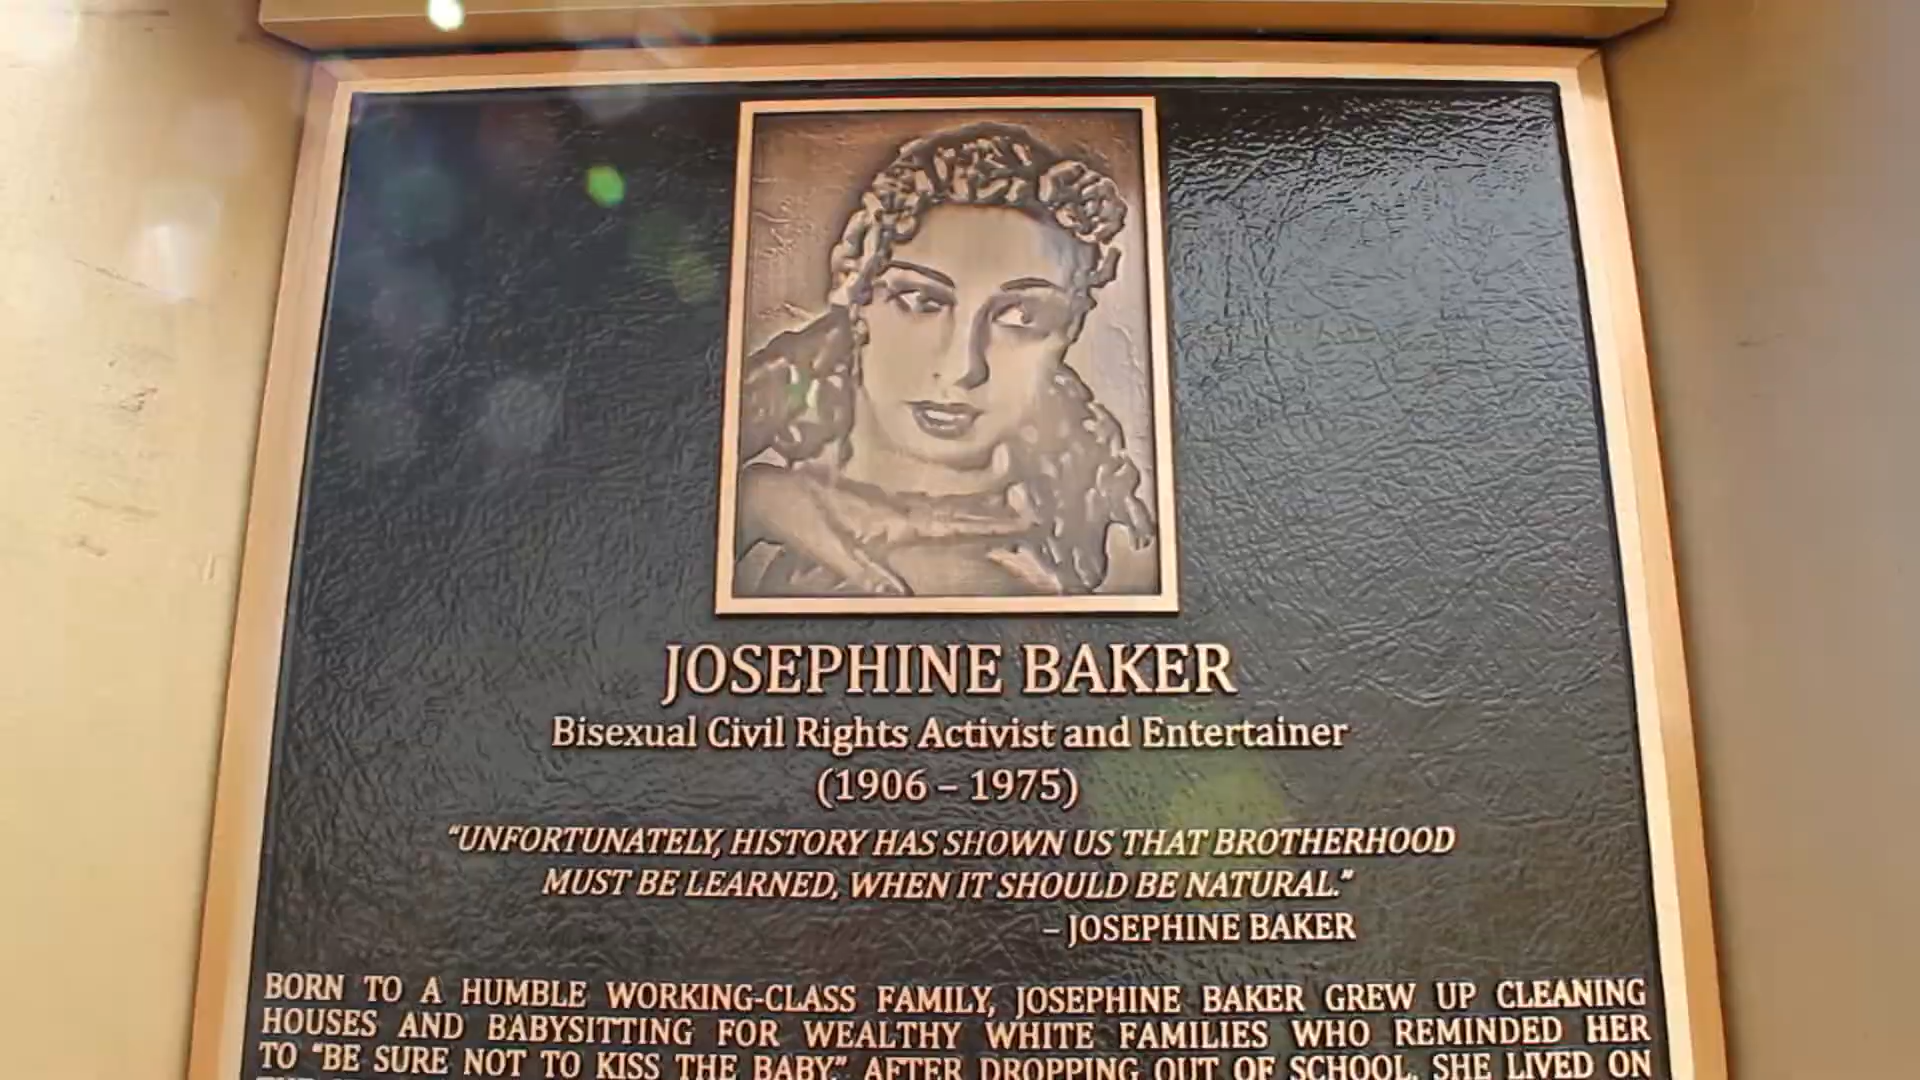 JOSEPHINE BAKER
Bisexual Civil Rights Activist and Entertainer
(1906 – 1975)
“UNFORTUNATELY, HISTORY HAS SHOWN US THAT BROTHERHOOD
MUST BE LEARNED, WHEN IT SHOULD BE NATURAL.”
– JOSEPHINE BAKER
BORN TO A HUMBLE WORKING-CLASS FAMILY, JOSEPHINE BAKER GREW UP CLEANING
HOUSES AND BABYSITTING FOR WEALTHY WHITE FAMILIES WHO REMINDED HER
TO “BE SURE NOT TO KISS THE BABY.” AFTER DROPPING OUT OF SCHOOL, SHE LIVED ON